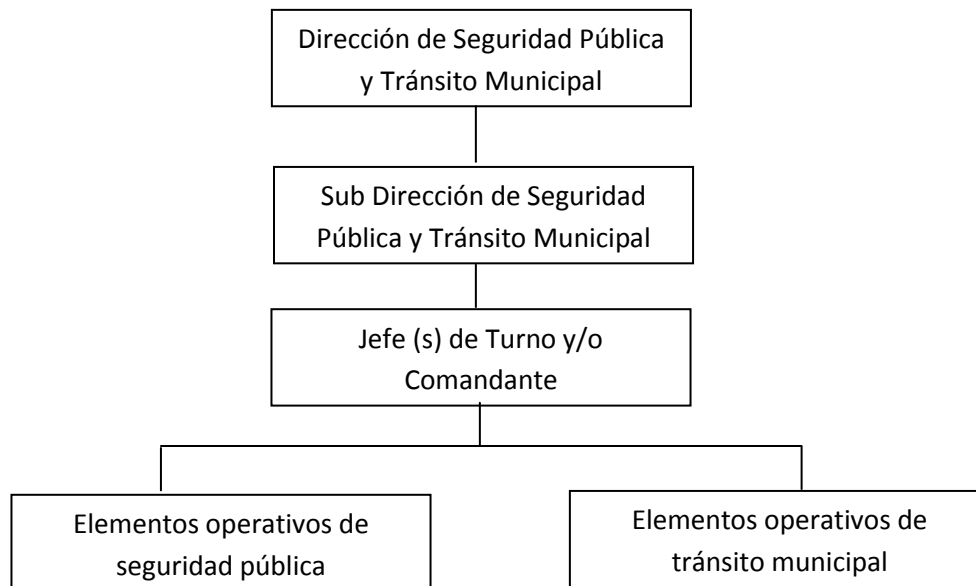 Dirección de Seguridad Pública
y Tránsito Municipal
Sub Dirección de Seguridad
Pública y Tránsito Municipal
Jefe (s) de Turno y/o
Comandante
Elementos operativos de
seguridad pública
Elementos operativos de
tránsito municipal